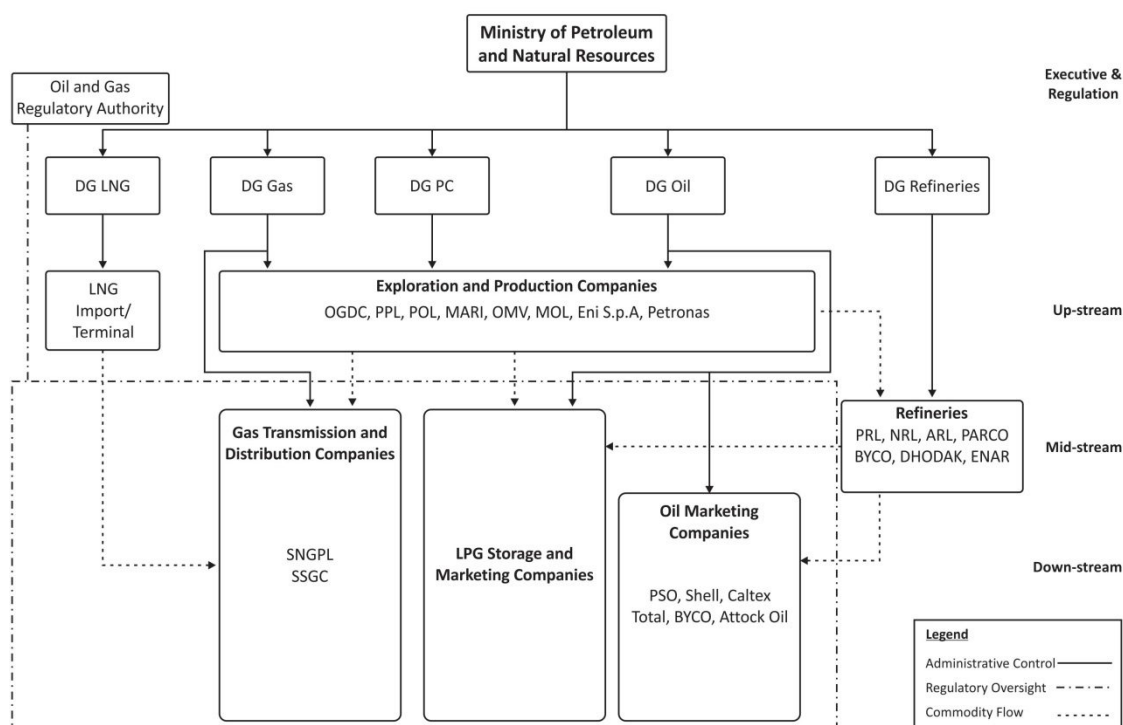 Ministry of Petroleum
and Natural Resources
Executive &
Regulation
Oil and Gas
Regulatory Authority
DG LNG
DG Gas
DG PC
DG Oil
DG Refineries
LNG
Import/
Terminal
Exploration and Production Companies
OGDC, PPL, POL, MARI, OMV, MOL, Eni S.p.A, Petronas
Up-stream
Gas Transmission and
Distribution Companies
SNGPL
SSGC
LPG Storage and
Marketing Companies
Refineries
PRL, NRL, ARL, PARCO
BYCO, DHODAK, ENAR
Mid-stream
Oil Marketing
Companies
PSO, Shell, Caltex
Total, BYCO, Attock Oil
Down-stream
Legend
Administrative Control
Regulatory Oversight
Commodity Flow